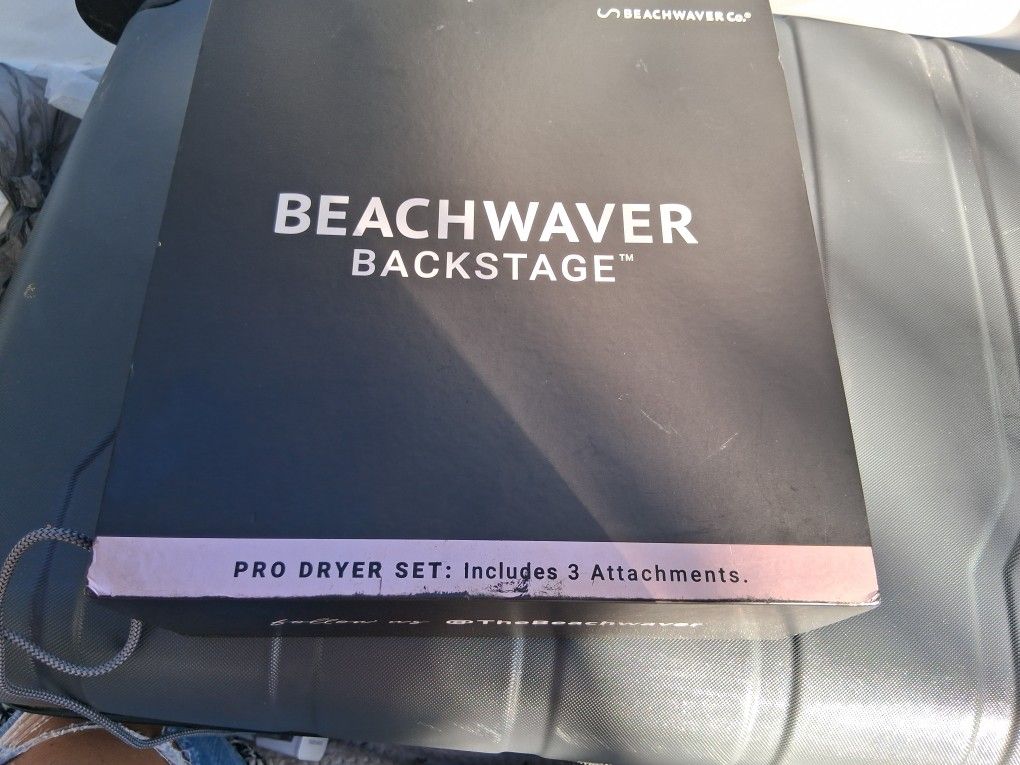 BEACHWAVER Co.®
BEACHWAVER
BACKSTAGE™
PRO DRYER SET: Includes 3 Attachments.
@TheBeachwaver